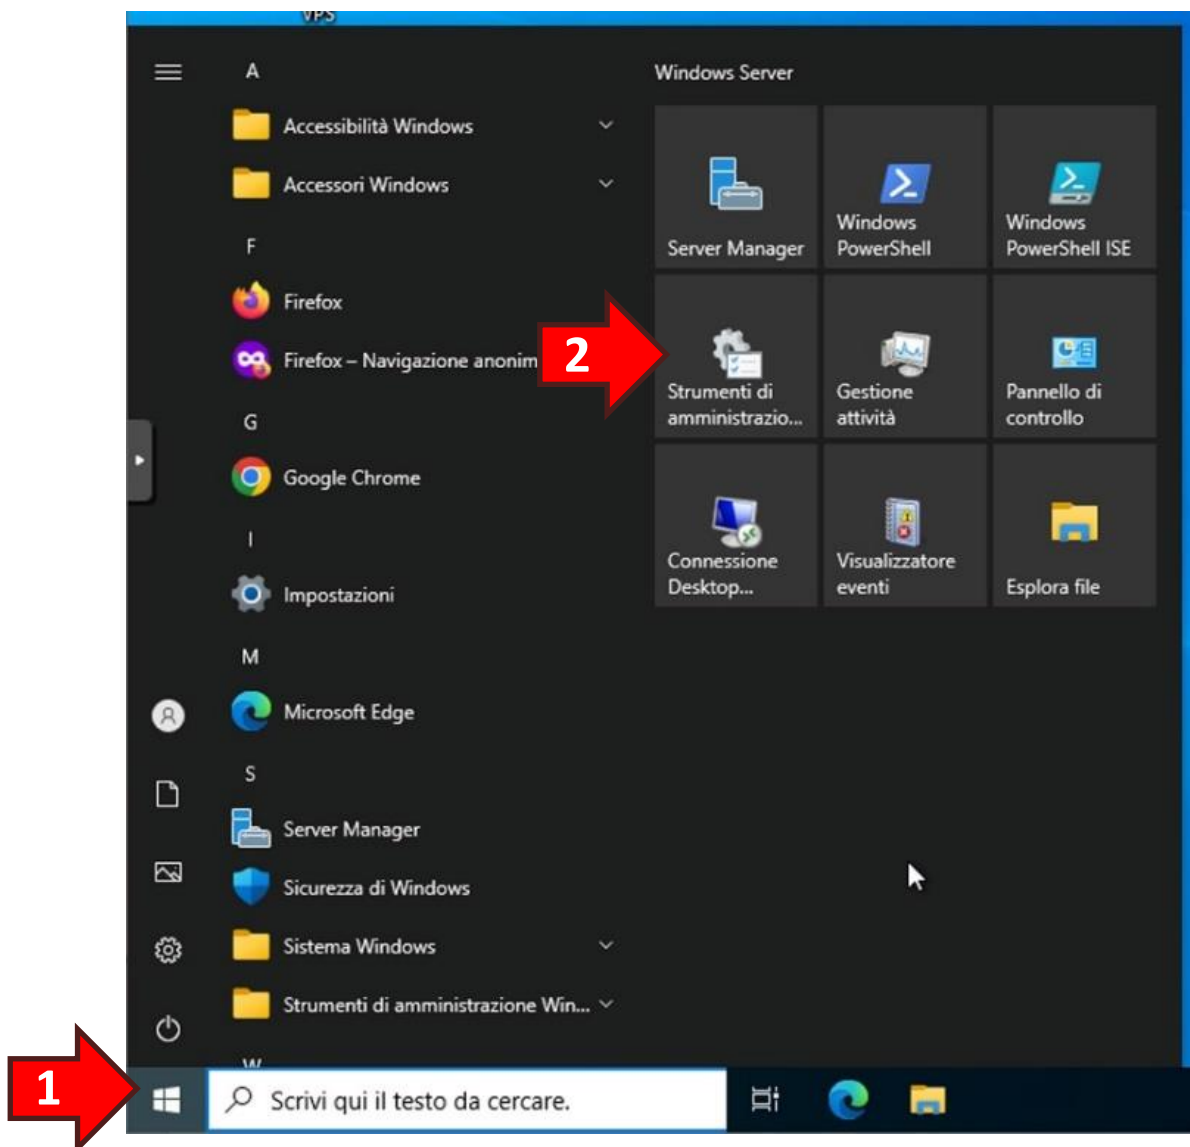 VPS
A
Accessibilità Windows
Accessori Windows
F
Firefox
Firefox – Navigazione anonim
G
Google Chrome
I
Impostazioni
M
Microsoft Edge
S
Server Manager
Sicurezza di Windows
Sistema Windows
Strumenti di amministrazione Win...
W
Windows Server
Server Manager
Windows
PowerShell
Windows
PowerShell ISE
2
Strumenti di
amministrazio...
Gestione
attività
Pannello di
controllo
Connessione
Desktop...
Visualizzatore
eventi
Esplora file
1
Scrivi qui il testo da cercare.